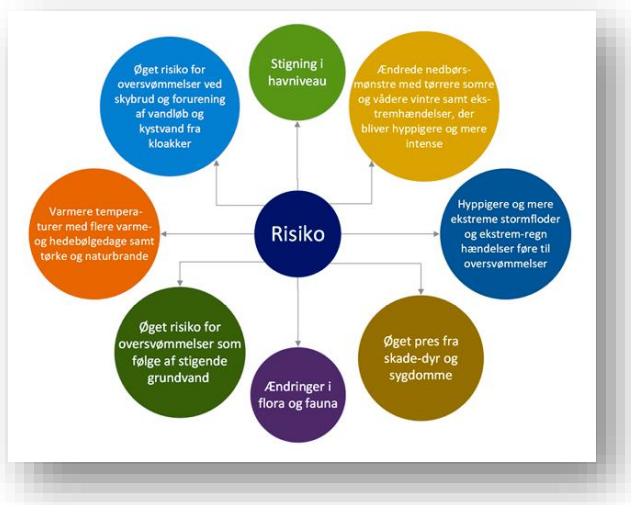 Øget risiko for
oversvømmelser ved
skybrud og forurening
af vandløb og
kystvand fra
kloakker
Stigning i
havniveau
Ændrede nedbørs-
mønstre med tørrere somre
og vådere vintre samt eks-
tremhændelser, der
bliver hyppigere og mere
intense
Varmere tempera-
turer med flere varme-
og hedebølgedage samt
tørke og naturbrande
Risiko
Hyppigere og mere
ekstreme stormfloder
og ekstrem-regn
hændelser føre til
oversvømmelser
Øget risiko for
oversvømmelser som
følge af stigende
grundvand
Ændringer i
flora og fauna
Øget pres fra
skade-dyr og
sygdomme